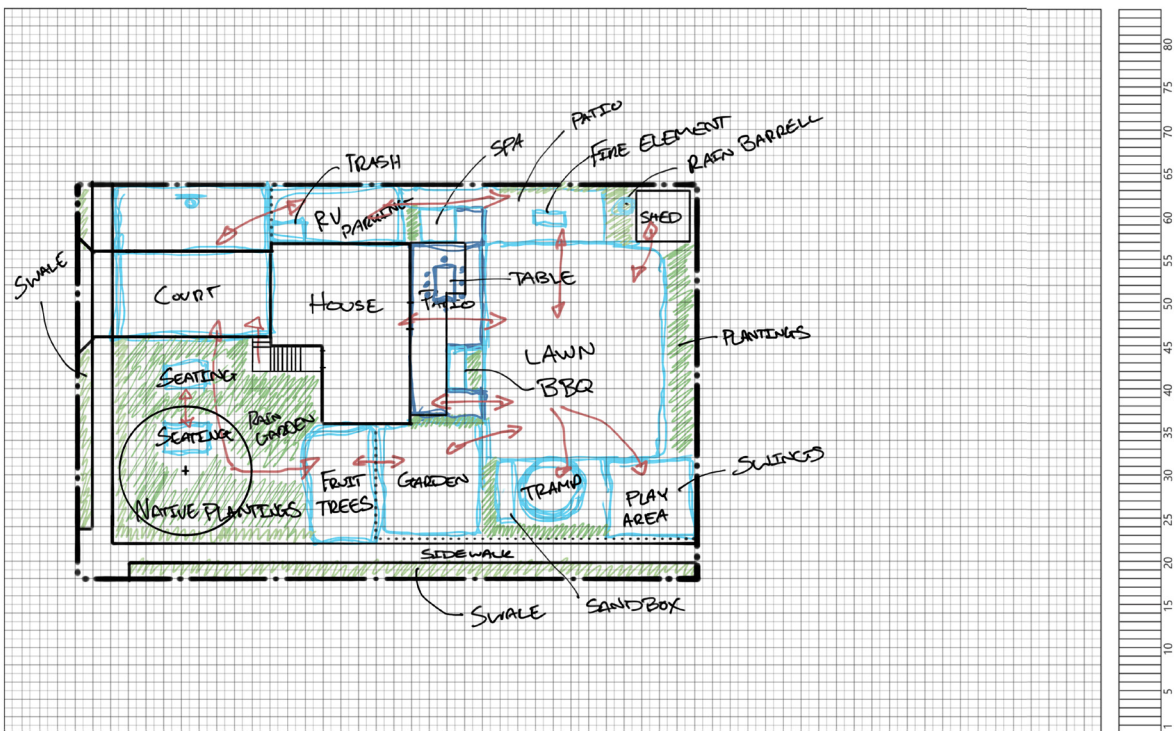 PATIO
FIRE ELEMENT
SPA
RAIN BARRELL
TRASH
RV PARKING
SHED
SWALE
COURT
HOUSE
PATIO
TABLE
LAWN
PLANTINGS
BBQ
SEATING
SEATING
RAIN GARDEN
SWINGS
FRUIT TREES
GARDEN
TRAMP
PLAY AREA
NATIVE PLANTINGS
SIDEWALK
SWALE
SANDBOX
80
75
70
65
60
55
50
45
40
35
30
25
20
15
10
5
1